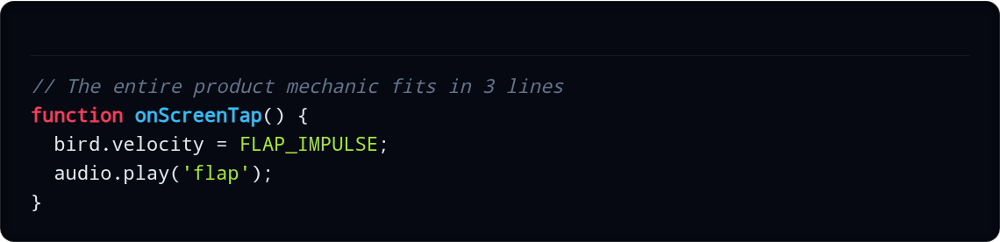 // The entire product mechanic fits in 3 lines
function onScreenTap() {
  bird.velocity = FLAP_IMPULSE;
  audio.play('flap');
}